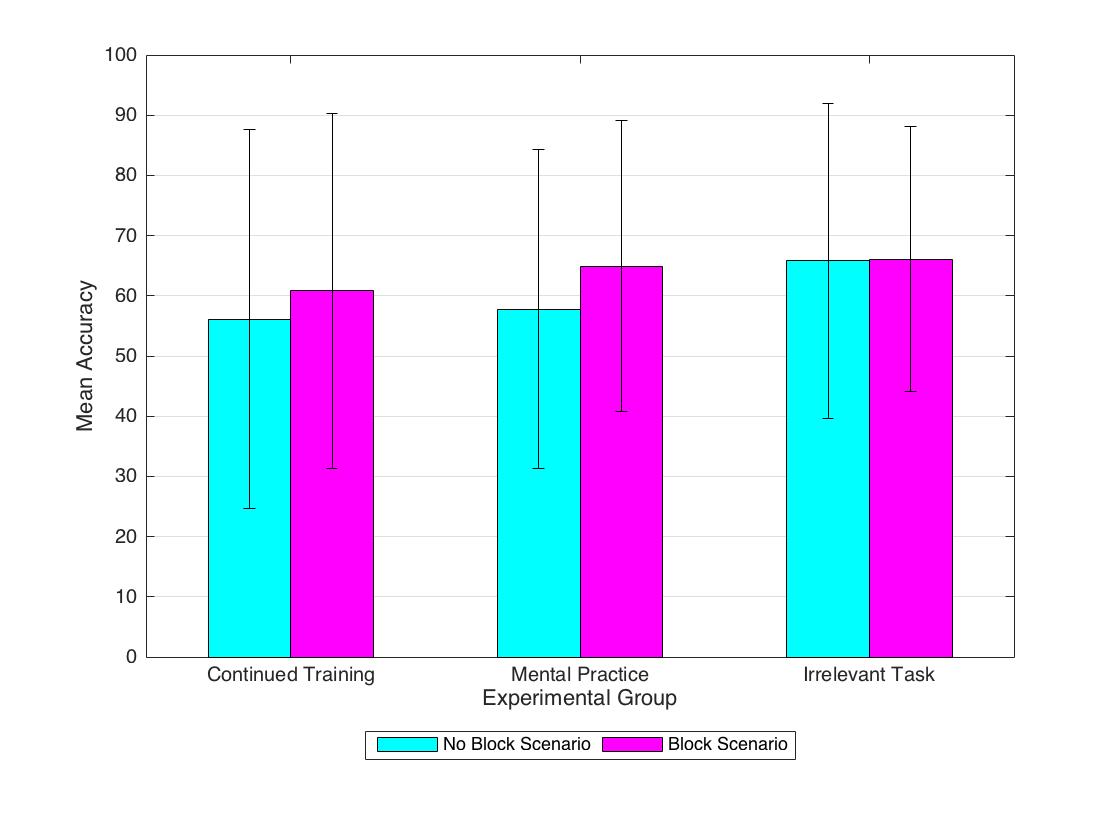 100
90
80
70
60
50
40
30
20
10
0
Mean Accuracy
Continued Training Mental Practice Irrelevant Task
Experimental Group
No Block Scenario Block Scenario